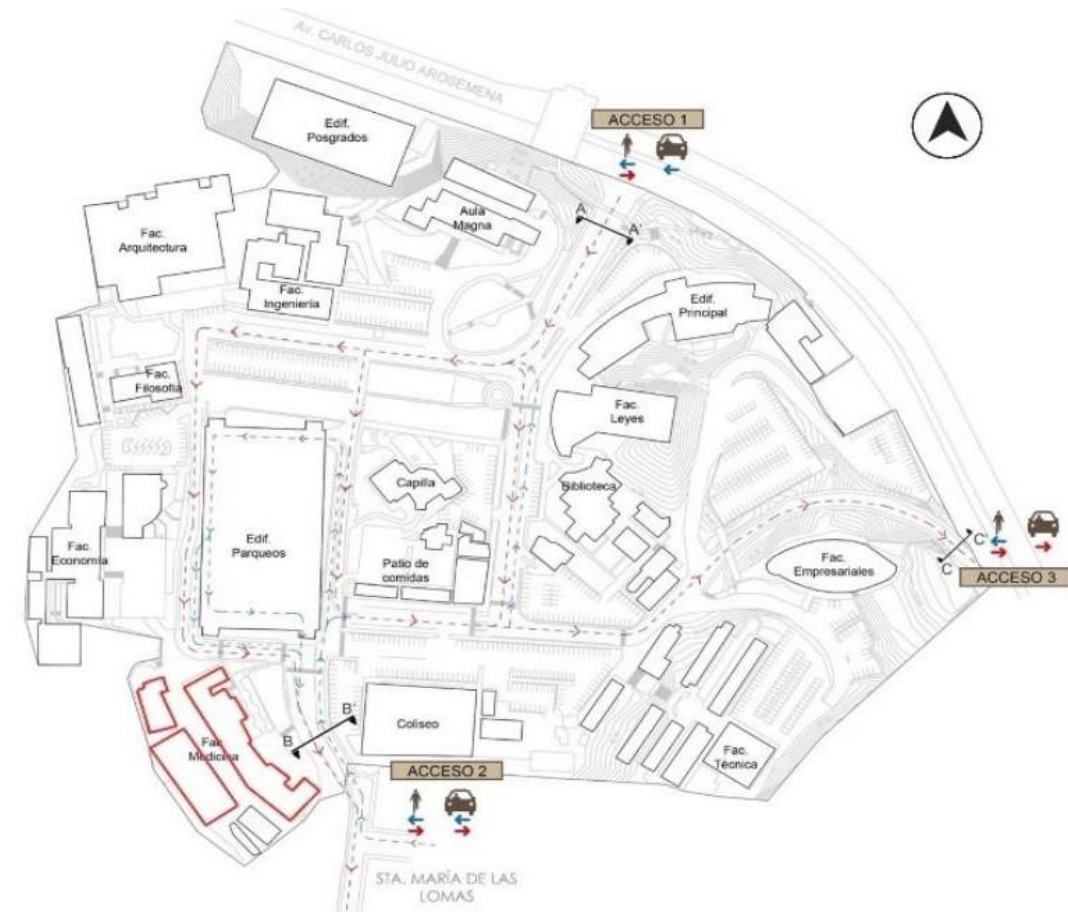 Av. CARLOS JULIO AROSEMENA
ACCESO 1
Edif.
Posgrados
Aula
Magna
A
A'
Fac.
Arquitectura
Fac.
Ingeniería
Edif.
Principal
Fac.
Filosofía
Fac.
Leyes
Capilla
Biblioteca
Edif.
Parqueos
Patio de
comidas
Fac.
Economía
Fac.
Empresariales
C'
C
ACCESO 3
Fac.
Medicina
B
B'
Coliseo
Fac.
Técnica
ACCESO 2
STA. MARÍA DE LAS
LOMAS